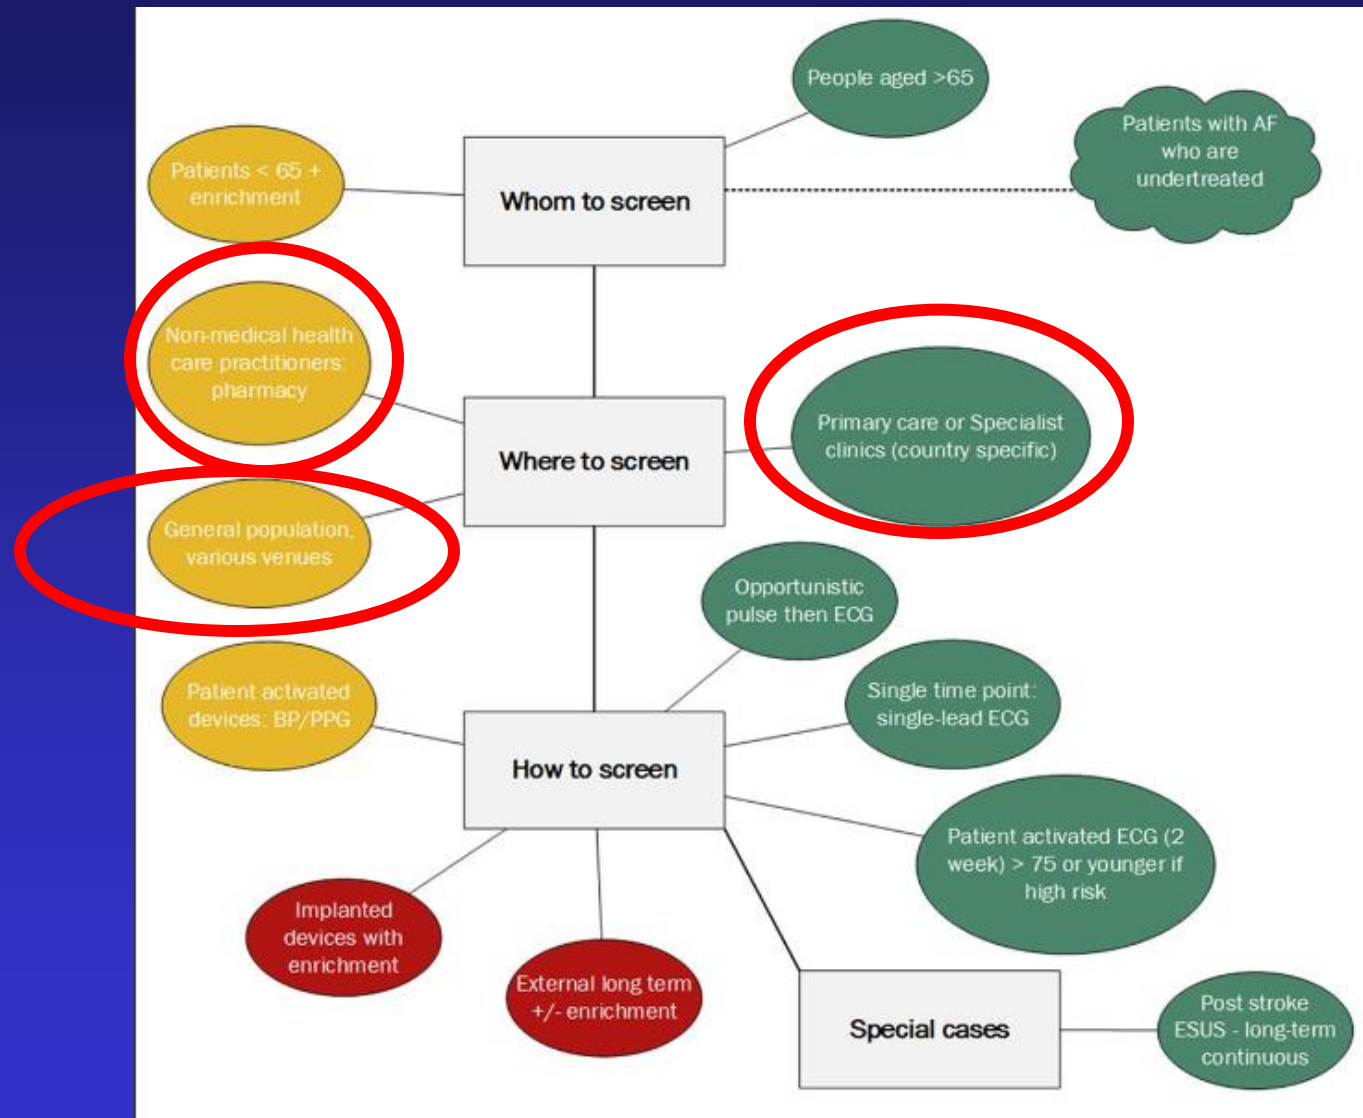 People aged >65
Patients with AF
who are
undertreated
Patients < 65 +
enrichment
Whom to screen
Non-medical health
care practitioners:
pharmacy
Primary care or Specialist
clinics (country specific)
Where to screen
General population,
various venues
Opportunistic
pulse then ECG
Patient activated
devices: BP/PPG
Single time point:
single-lead ECG
How to screen
Patient activated ECG (2
week) > 75 or younger if
high risk
Implanted
devices with
enrichment
External long term
+/- enrichment
Special cases
Post stroke
ESUS - long-term
continuous